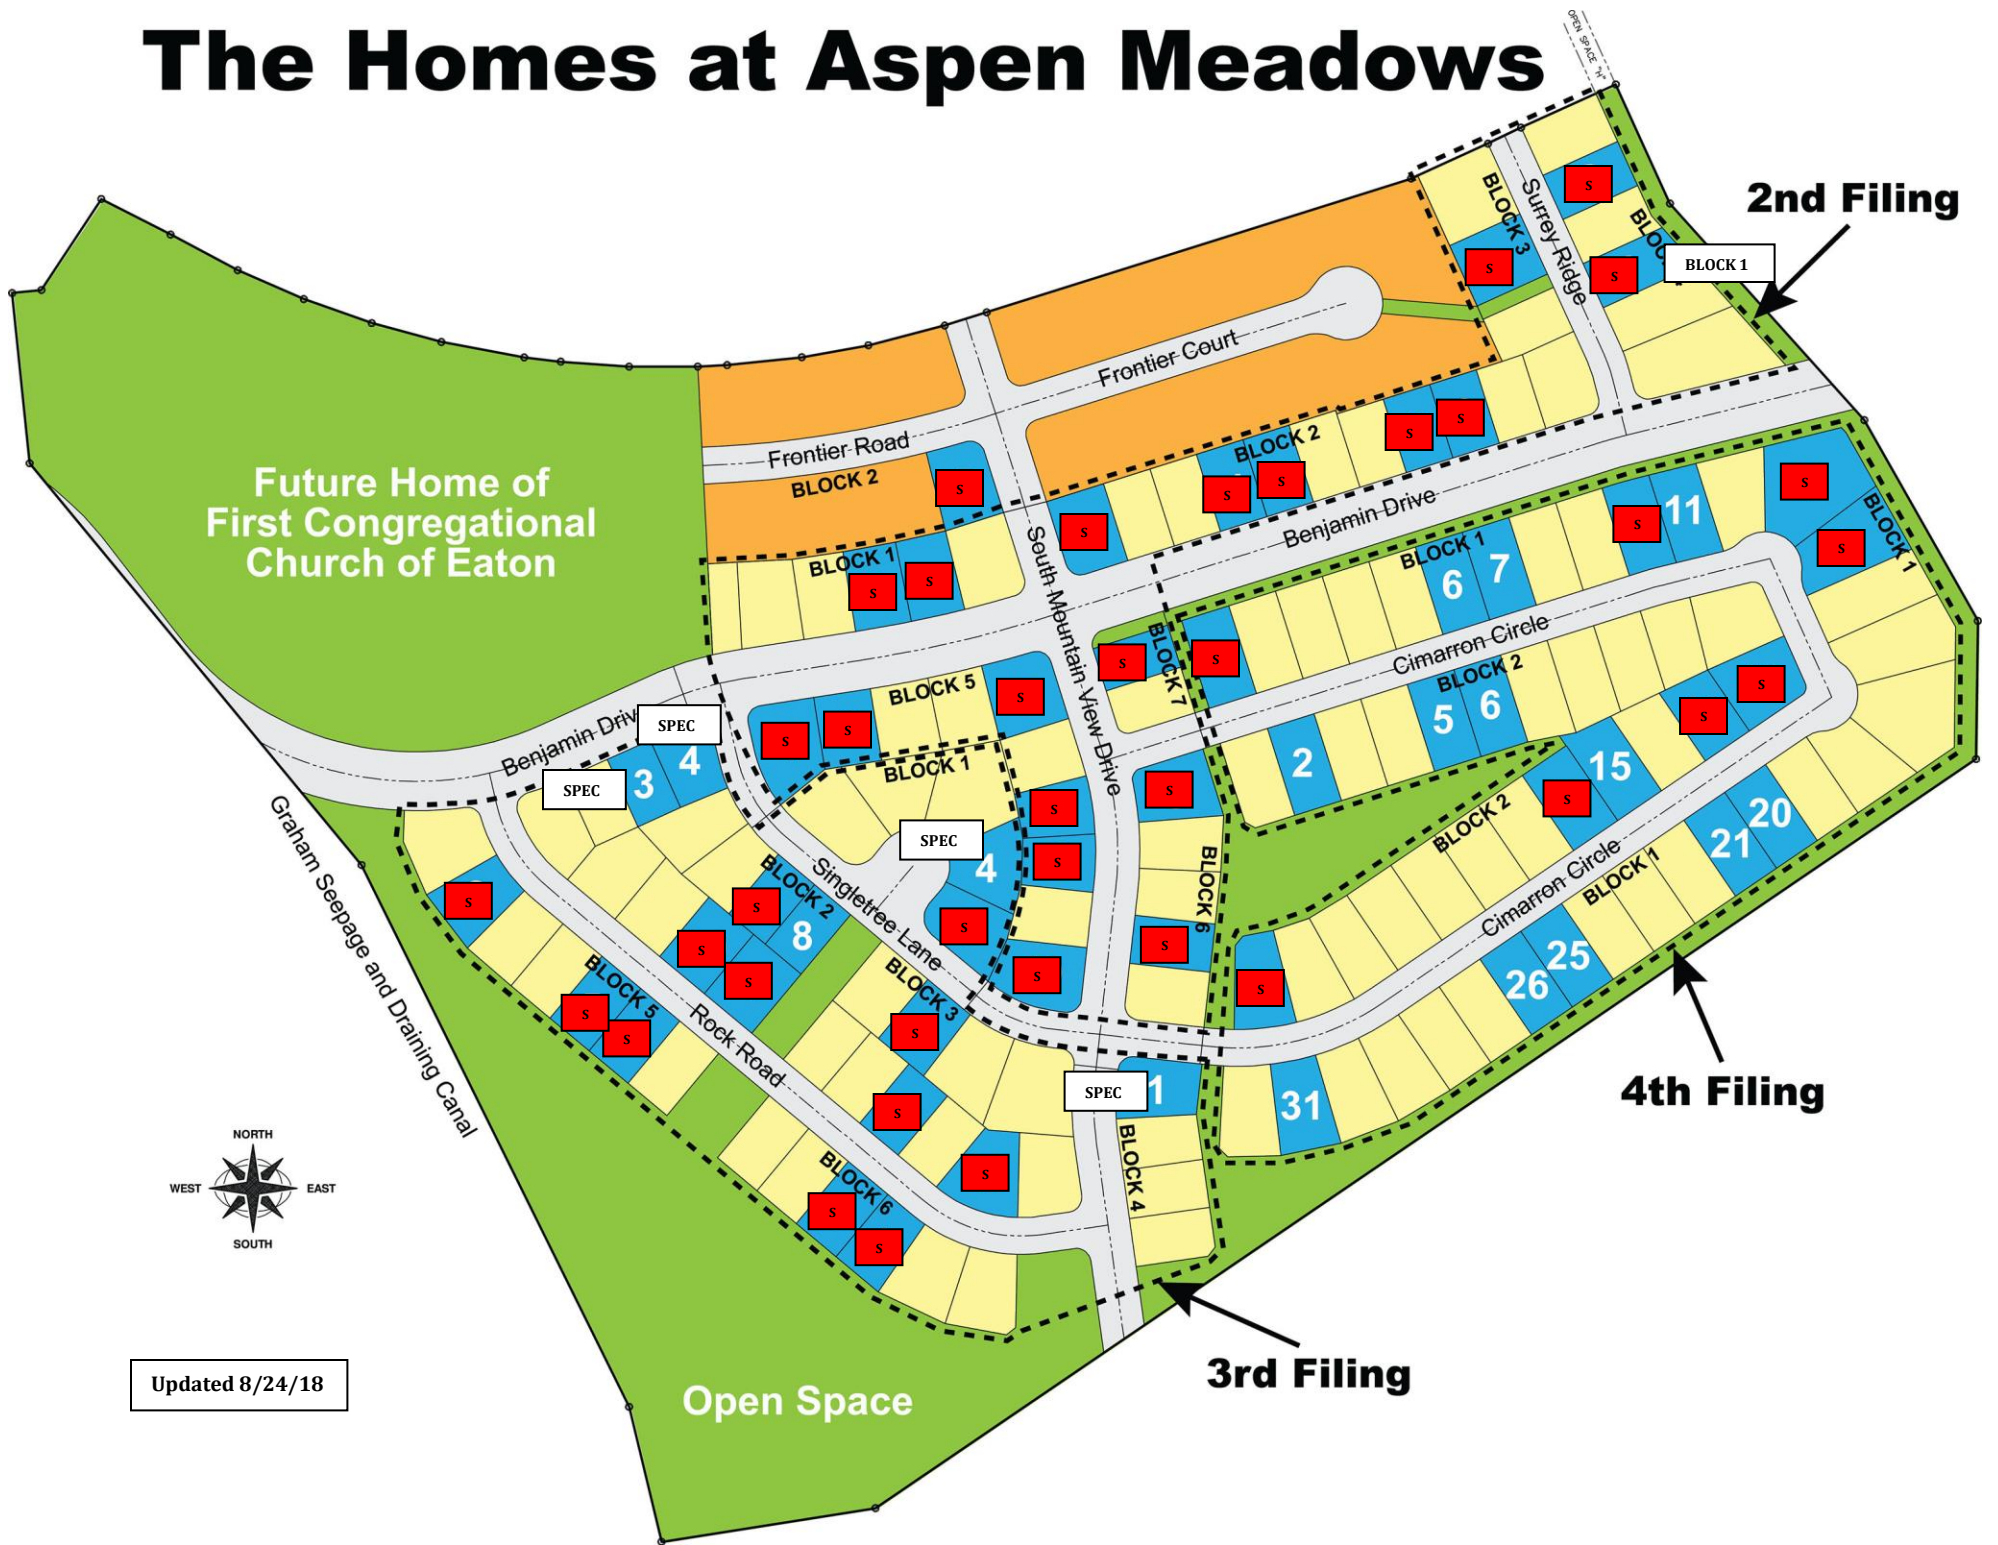 The Homes at Aspen Meadows
OPEN SPACE "H"
2nd Filing
BLOCK 3
Surrey Ridge
S
S
S
BLOC
BLOCK 1
Frontier Court
Frontier Road
BLOCK 2
S
Future Home of
First Congregational
Church of Eaton
BLOCK 2
S
S
S
S
S
Benjamin Drive
BLOCK 1
S
S
South Mountain View Drive
BLOCK 1
6
7
S
11
S
S
BLOCK 1
Cimarron Circle
BLOCK 2
2
5
6
S
S
15
S
BLOCK 2
S
BLOCK 7
S
BLOCK 5
S
S
S
Benjamin Driv
SPEC
SPEC
3
4
BLOCK 1
SPEC
4
S
S
S
S
S
S
BLOCK 6
Singletree Lane
BLOCK 2
S
8
S
S
S
BLOCK 5
S
S
Rock Road
BLOCK 3
S
S
S
BLOCK 6
S
S
SPEC
1
BLOCK 4
S
Cimarron Circle
BLOCK 1
20
21
25
26
31
4th Filing
3rd Filing
Graham Seepage and Draining Canal
NORTH
WEST
EAST
SOUTH
Updated 8/24/18
Open Space